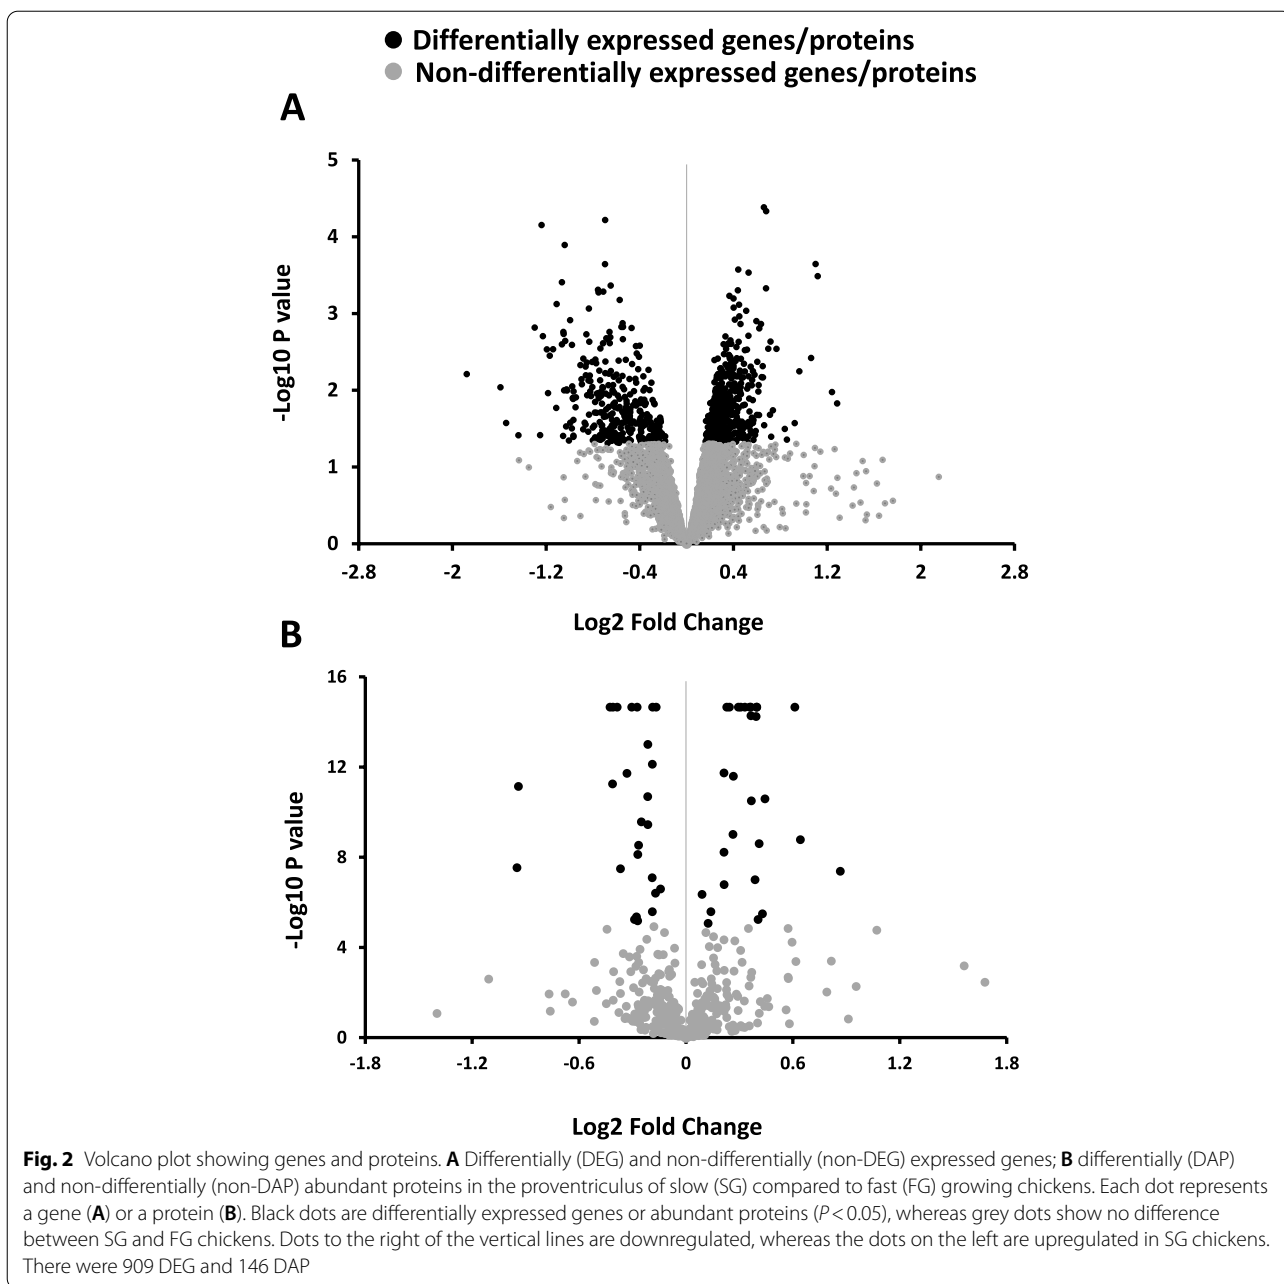 Differentially expressed genes/proteins
Non-differentially expressed genes/proteins
A
5
4
3
2
1
0
-Log10 P value
-2.8 -2 -1.2 -0.4 0.4 1.2 2 2.8
Log2 Fold Change
B
16
12
8
4
0
-Log10 P value
-1.8 -1.2 -0.6 0 0.6 1.2 1.8
Log2 Fold Change
Fig. 2 Volcano plot showing genes and proteins. A Differentially (DEG) and non-differentially (non-DEG) expressed genes; B differentially (DAP)
and non-differentially (non-DAP) abundant proteins in the proventriculus of slow (SG) compared to fast (FG) growing chickens. Each dot represents
a gene (A) or a protein (B). Black dots are differentially expressed genes or abundant proteins (P < 0.05), whereas grey dots show no difference
between SG and FG chickens. Dots to the right of the vertical lines are downregulated, whereas the dots on the left are upregulated in SG chickens.
There were 909 DEG and 146 DAP